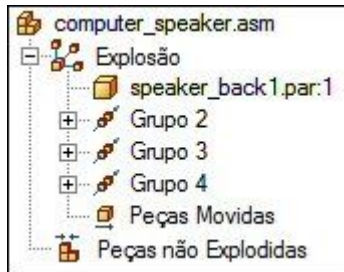 computer_speaker.asm
Explosão
speaker_back1.par:1
Grupo 2
Grupo 3
Grupo 4
Peças Movidas
Peças não Explodidas